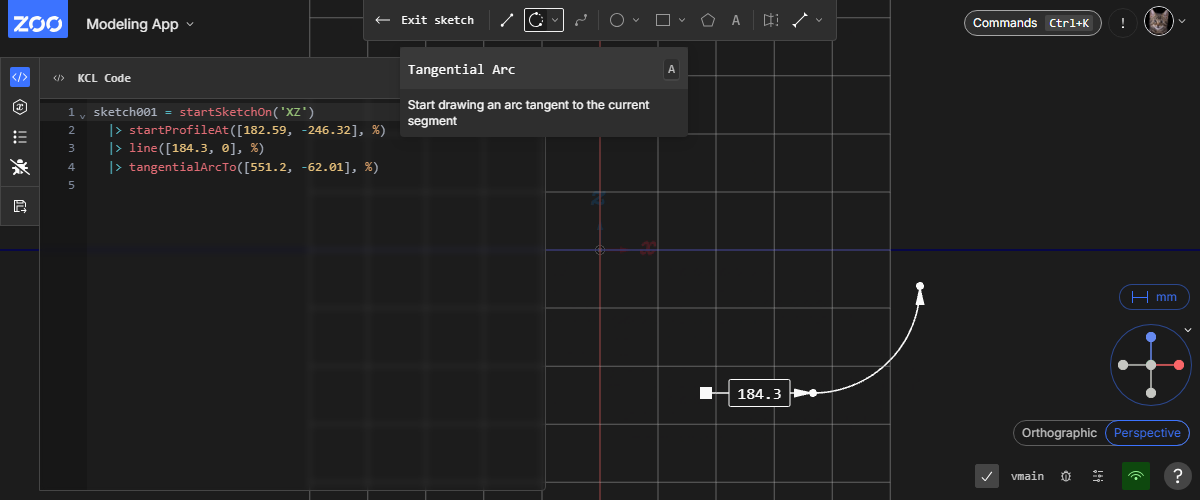 ZOO
Modeling App
Exit sketch
A
Commands Ctrl+K
!
KCL Code
Tangential Arc
A
Start drawing an arc tangent to the current
segment
1 sketch001 = startSketchOn('XZ')
2 |> startProfileAt([182.59, -246.32], %)
3 |> line([184.3, 0], %)
4 |> tangentialArcTo([551.2, -62.01], %)
5
z
x
mm
184.3
Orthographic
Perspective
vmain
?